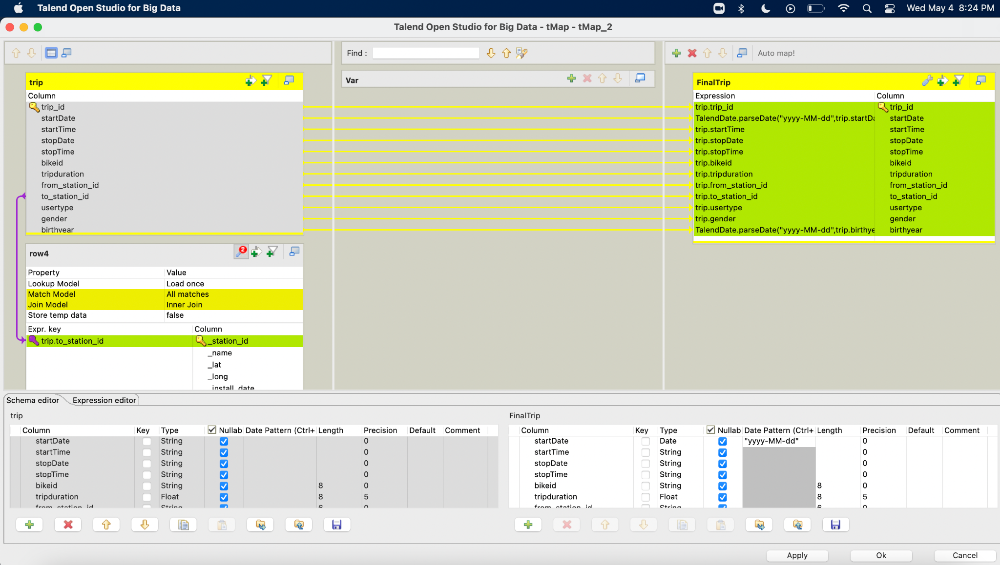 Talend Open Studio for Big Data
Wed May 4 8:24 PM
Talend Open Studio for Big Data - tMap - tMap_2
Find :
Auto map!
trip
Column
trip_id
startDate
startTime
stopDate
stopTime
bikeid
tripduration
from_station_id
to_station_id
usertype
gender
birthyear
row4
2
Property Value
Lookup Model Load once
Match Model All matches
Join Model Inner Join
Store temp data false
Expr. key Column
trip.to_station_id _station_id
_name
_lat
_long
install_date
Var
FinalTrip
Expression Column
trip.trip_id trip_id
TalendDate.parseDate("yyyy-MM-dd",trip.startDa startDate
trip.startTime startTime
trip.stopDate stopDate
trip.stopTime stopTime
trip.bikeid bikeid
trip.tripduration tripduration
trip.from_station_id from_station_id
trip.to_station_id to_station_id
trip.usertype usertype
trip.gender gender
TalendDate.parseDate("yyyy-MM-dd",trip.birthye birthyear
Schema editor Expression editor
trip
Column Key Type Nullab Date Pattern (Ctrl+ Length Precision Default Comment
startDate String 0
startTime String 0
stopDate String 0
stopTime String 0
bikeid String 8 0
tripduration Float 8 5
from_station_id String 6 0
FinalTrip
Column Key Type Nullab Date Pattern (Ctrl+ Length Precision Default Comment
startDate Date "yyyy-MM-dd" 0
startTime String 0
stopDate String 0
stopTime String 0
bikeid String 8 0
tripduration Float 8 5
from_station_id String 6 0
Apply Ok Cancel